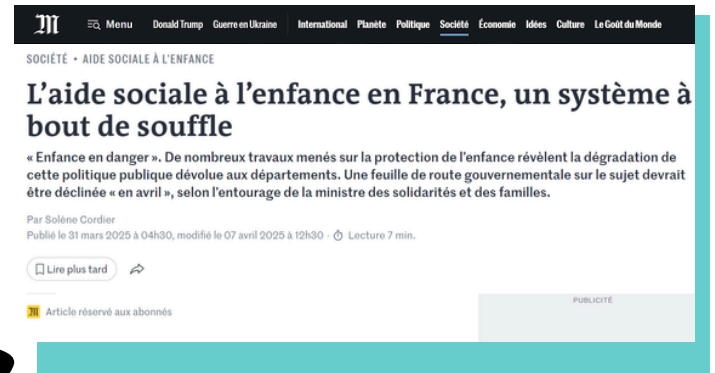 M Menu Donald Trump Guerre en Ukraine International Planète Politique Société Économie Idées Culture Le Goût du Monde
SOCIÉTÉ • AIDE SOCIALE À L'ENFANCE
L'aide sociale à l'enfance en France, un système à
bout de souffle
« Enfance en danger ». De nombreux travaux menés sur la protection de l'enfance révèlent la dégradation de
cette politique publique dévolue aux départements. Une feuille de route gouvernementale sur le sujet devrait
être déclinée « en avril », selon l'entourage de la ministre des solidarités et des familles.
Par Solène Cordier
Publié le 31 mars 2025 à 04h30, modifié le 07 avril 2025 à 12h30 · Lecture 7 min.
Lire plus tard
PUBLICITÉ
M Article réservé aux abonnés